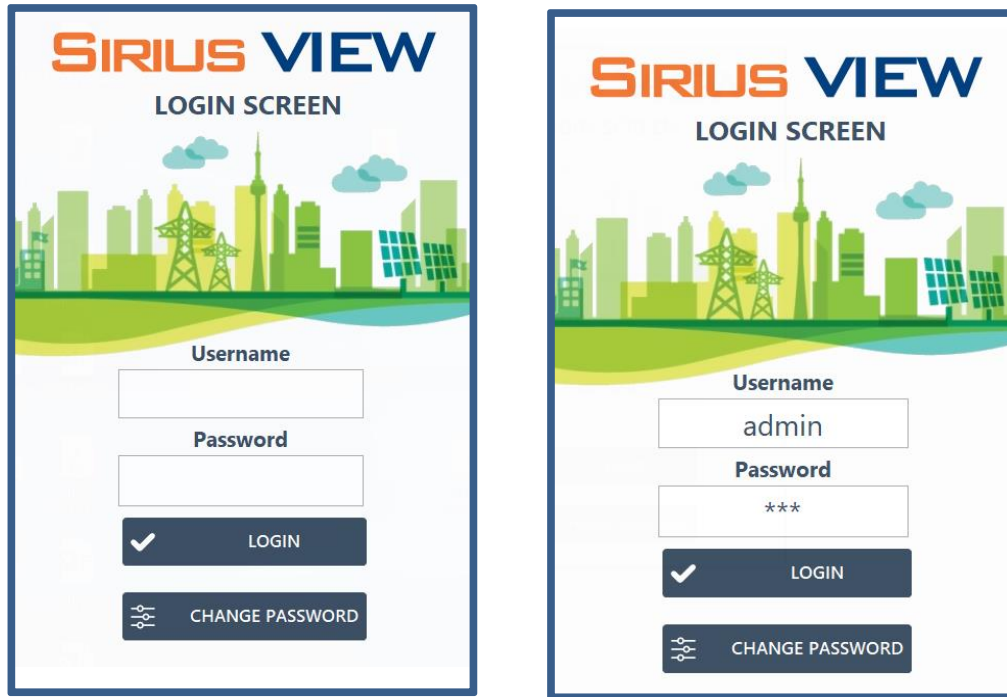 SIRIUS VIEW
LOGIN SCREEN
Username
Password
LOGIN
CHANGE PASSWORD
SIRIUS VIEW
LOGIN SCREEN
Username
admin
Password
***
LOGIN
CHANGE PASSWORD